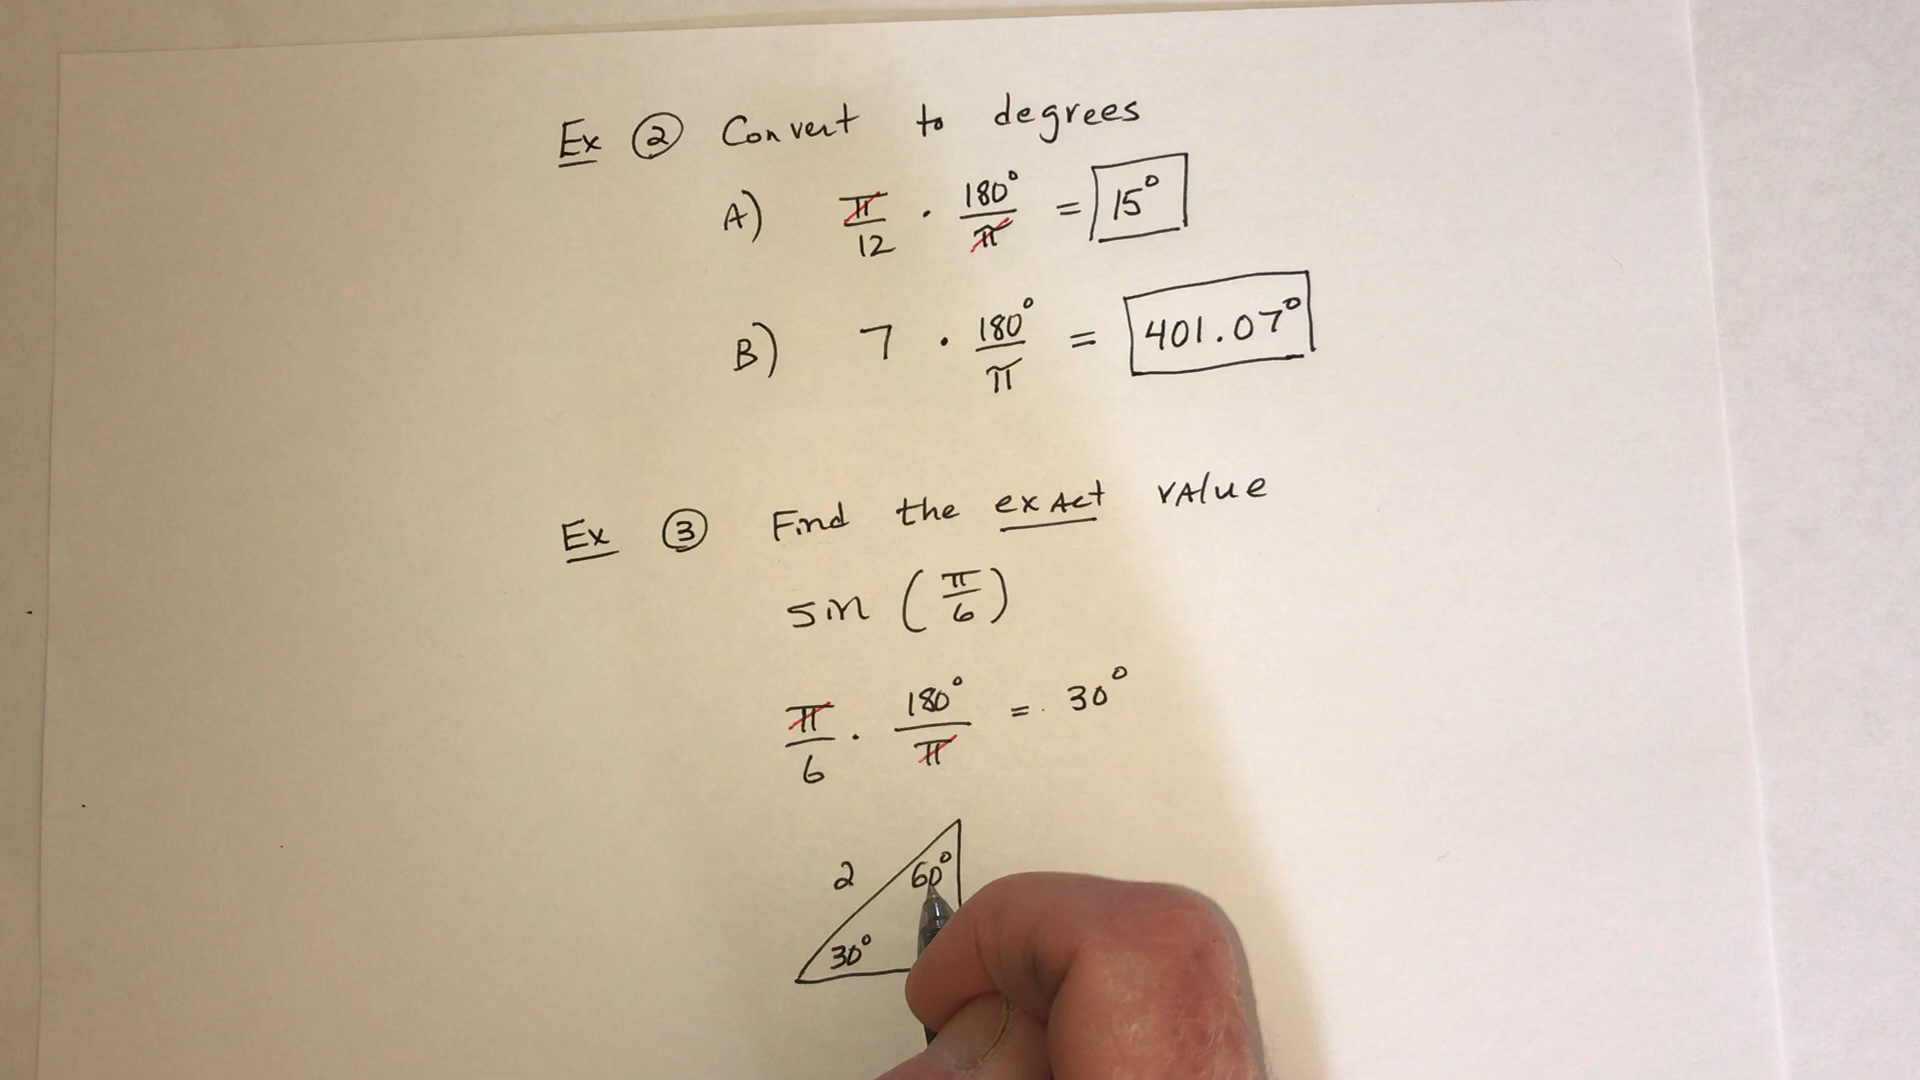 Ex ② Convert to degrees
A) π/12 · 180°/π = 15°
B) 7 · 180°/π = 401.07°
Ex ③ Find the exact value
sin (π/6)
π/6 · 180°/π = 30°
2 60°
30°